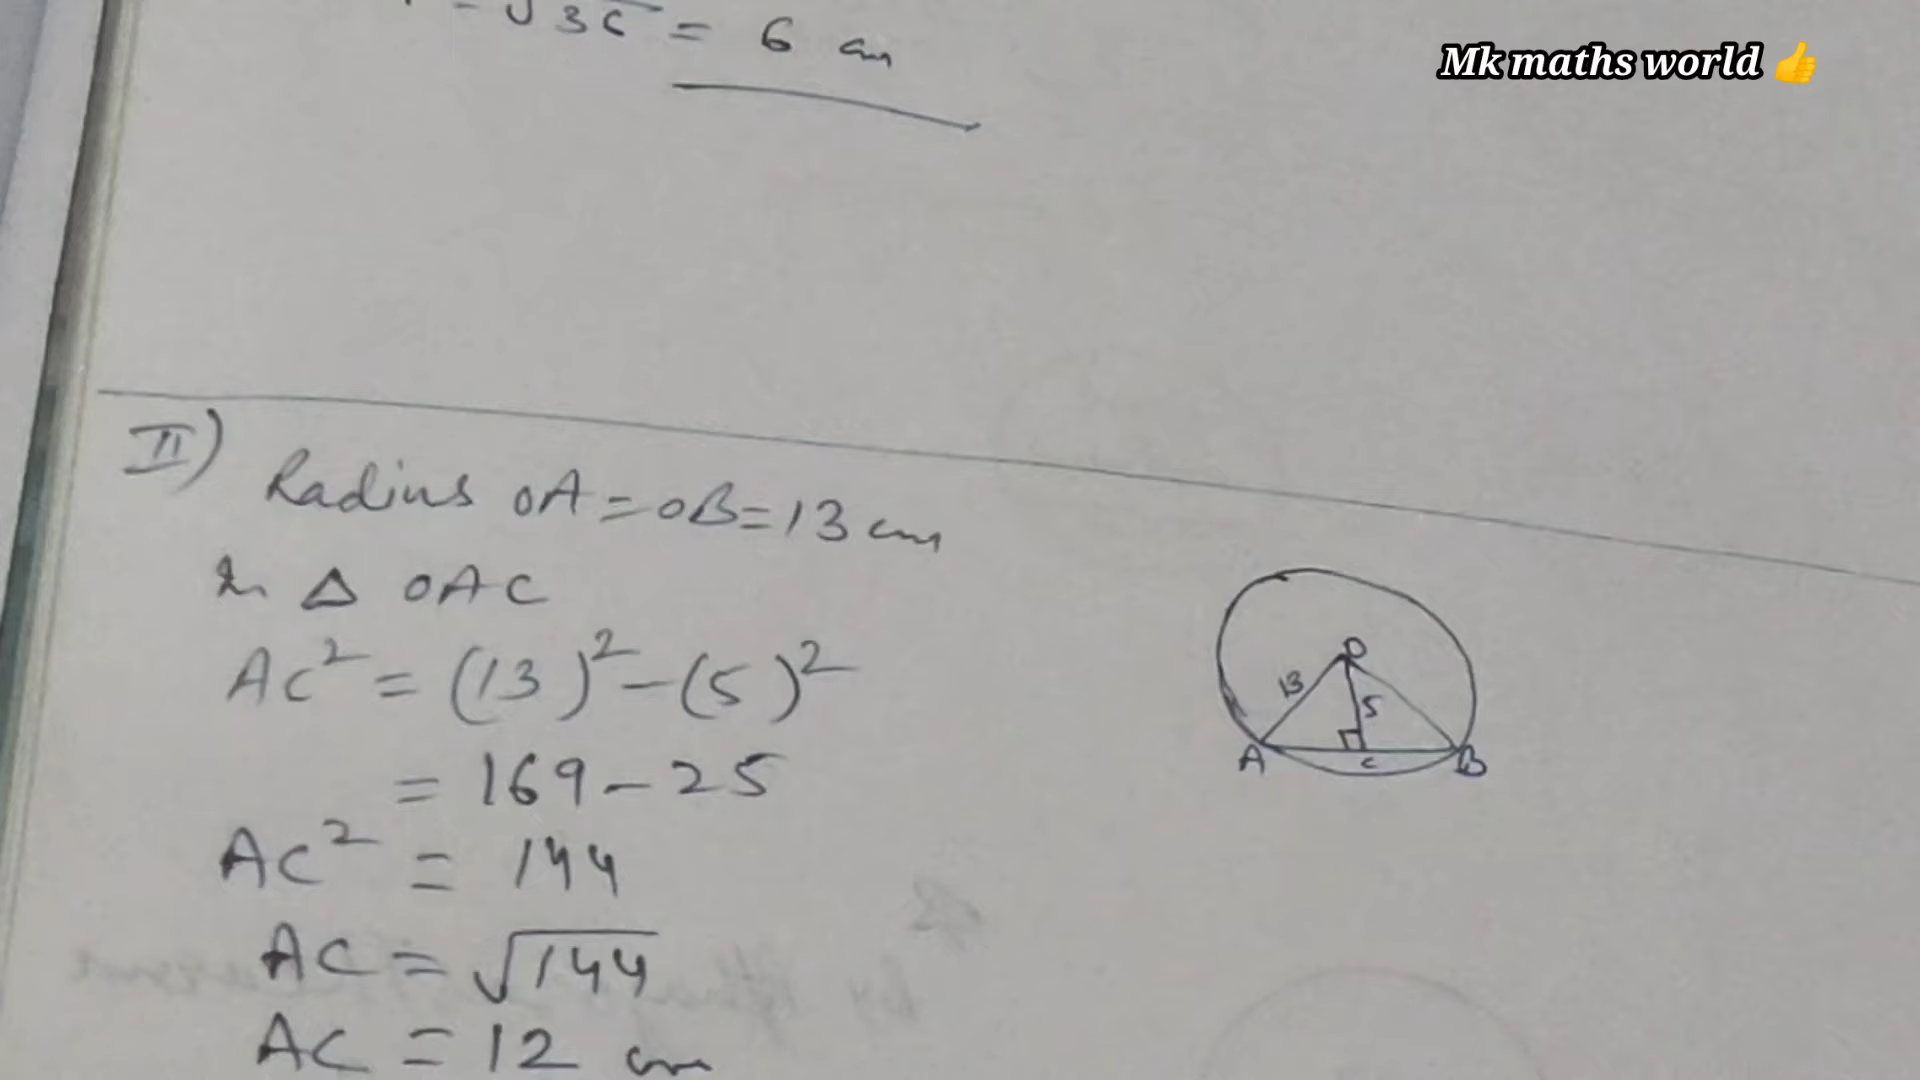 = √36 = 6 cm
Mk maths world 👍
II) Radius OA = OB = 13 cm
In △ OAC
AC² = (13)² - (5)²
= 169 - 25
AC² = 144
AC = √144
AC = 12 cm
O
13
5
A
C
B